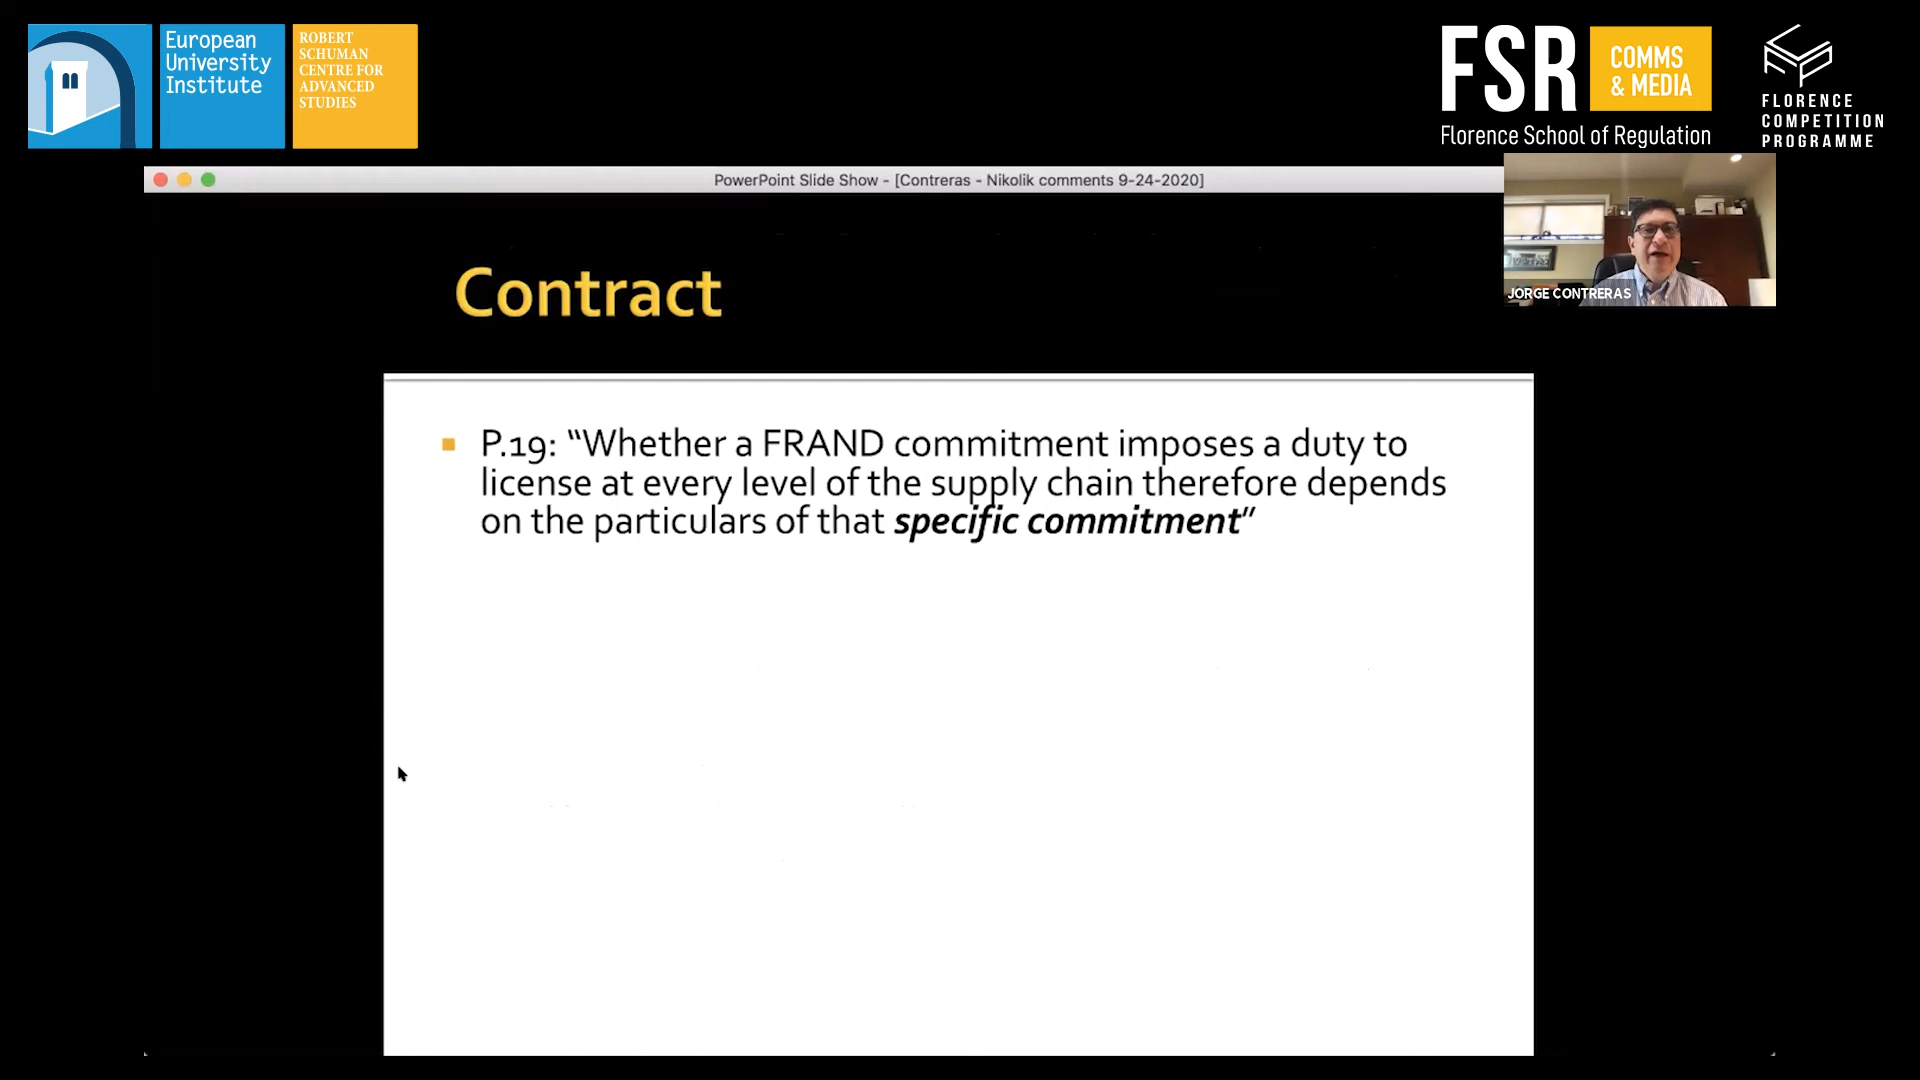 European
University
Institute
ROBERT
SCHUMAN
CENTRE FOR
ADVANCED
STUDIES
FSR
COMMS
& MEDIA
Florence School of Regulation
FLORENCE
COMPETITION
PROGRAMME
PowerPoint Slide Show - [Contreras - Nikolik comments 9-24-2020]
JORGE CONTRERAS
Contract
P.19: “Whether a FRAND commitment imposes a duty to
license at every level of the supply chain therefore depends
on the particulars of that specific commitment”